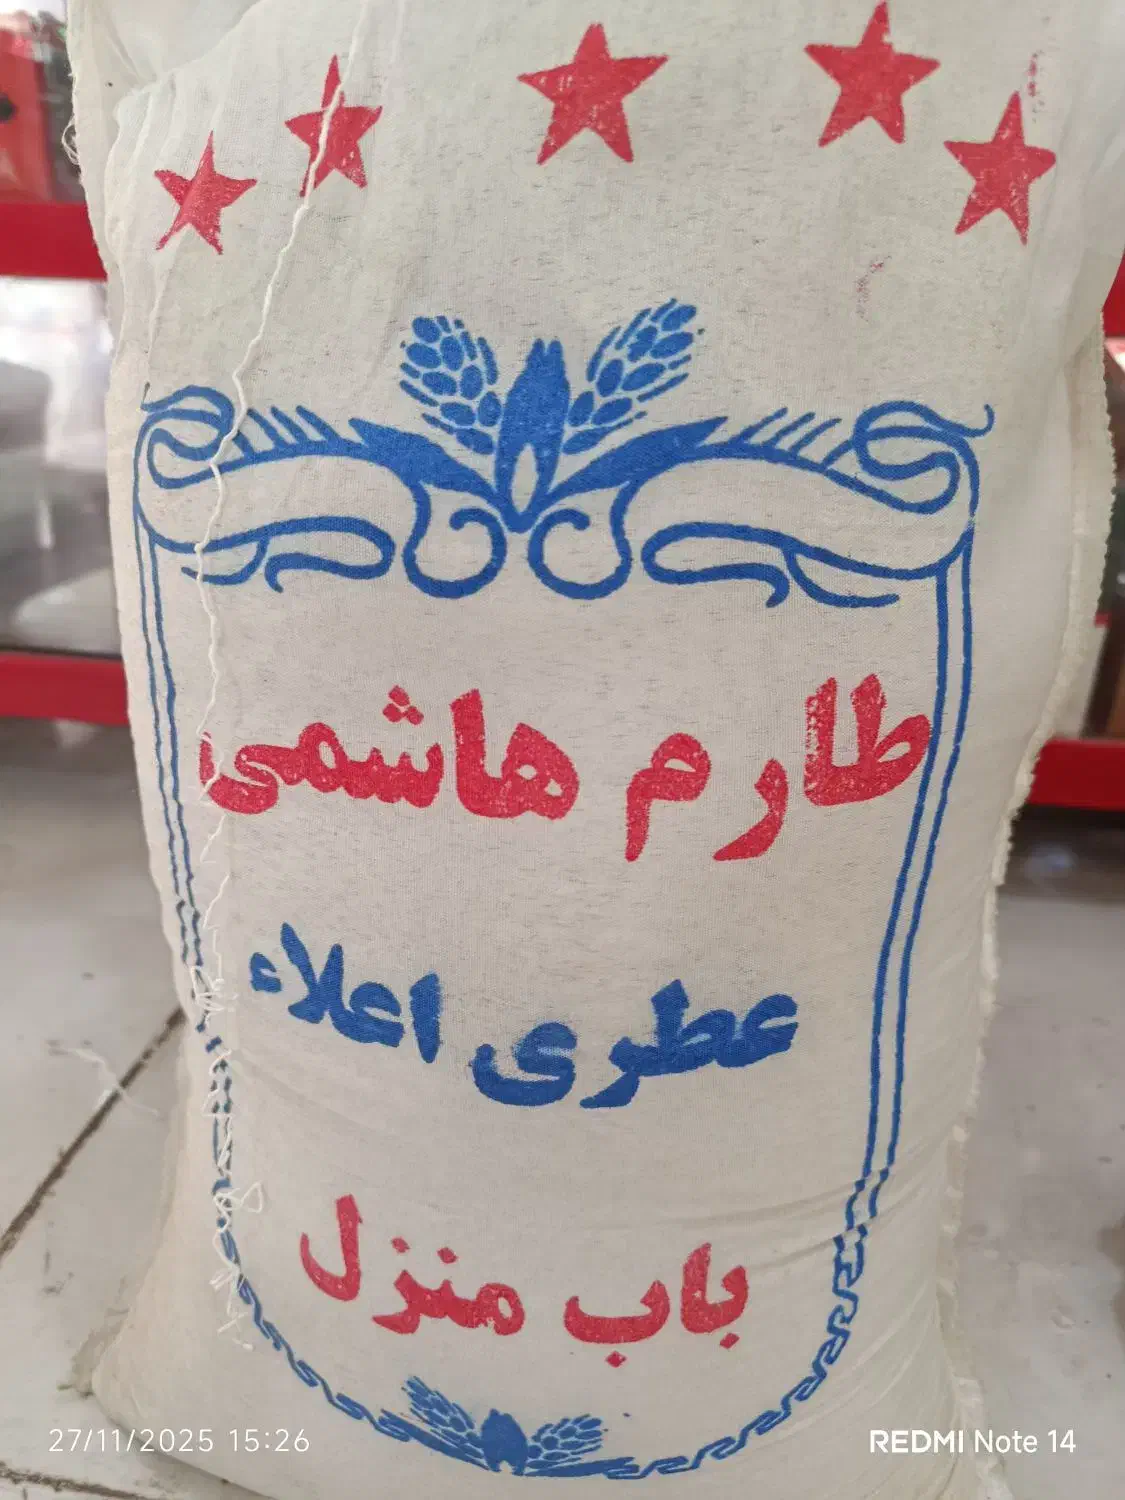 طارم هاشمی
عطری اعلاء
باب منزل
27/11/2025 15:26
REDMI Note 14